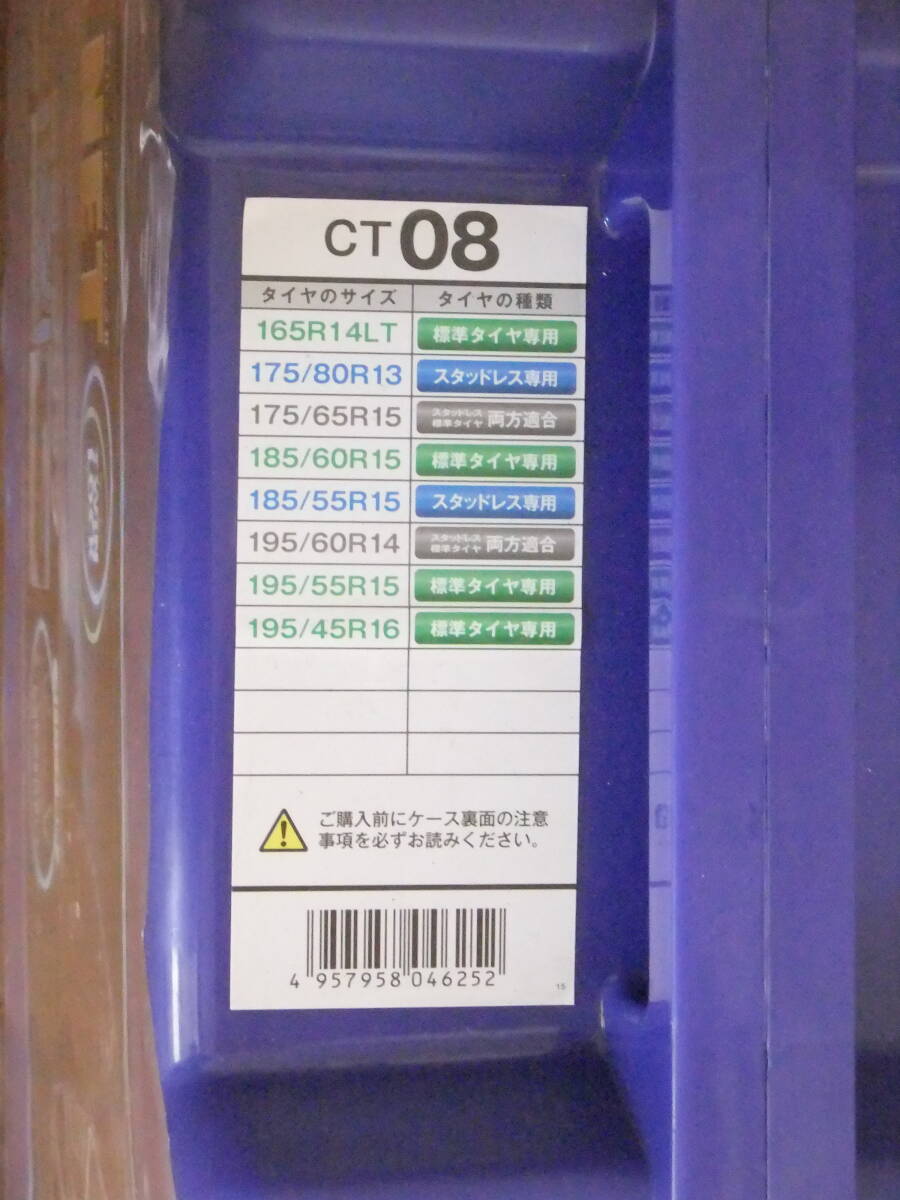 CT 08
タイヤのサイズ タイヤの種類
165R14LT 標準タイヤ専用
175/80R13 スタッドレス専用
175/65R15 スタッドレス 標準タイヤ 両方適合
185/60R15 標準タイヤ専用
185/55R15 スタッドレス専用
195/60R14 スタッドレス 標準タイヤ 両方適合
195/55R15 標準タイヤ専用
195/45R16 標準タイヤ専用
ご購入前にケース裏面の注意
事項を必ずお読みください。
4 957958 046252
15